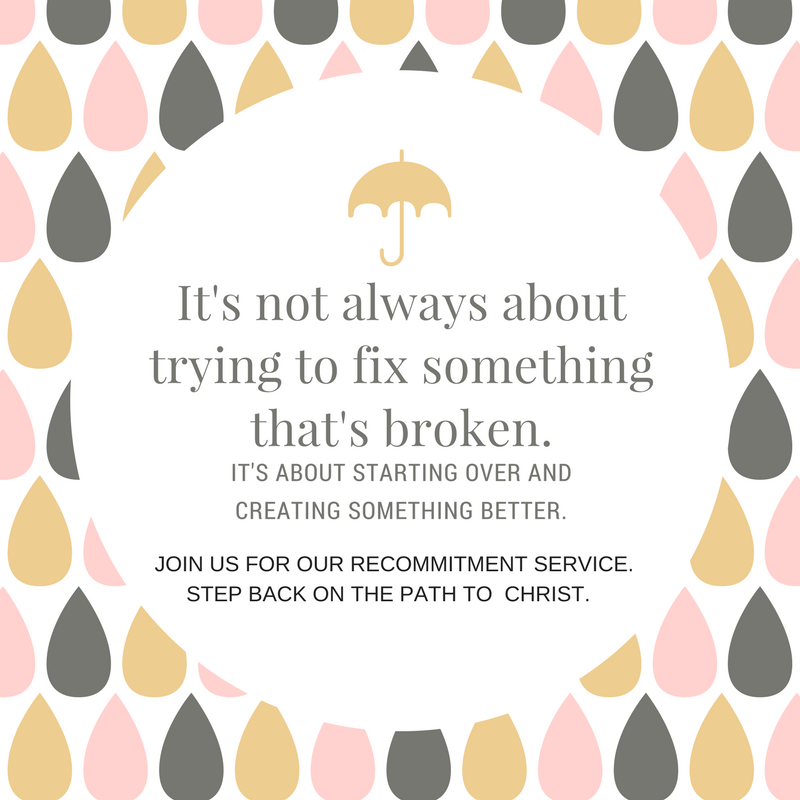 It's not always about
trying to fix something
that's broken.
IT'S ABOUT STARTING OVER AND
CREATING SOMETHING BETTER.
JOIN US FOR OUR RECOMMITMENT SERVICE.
STEP BACK ON THE PATH TO  CHRIST.